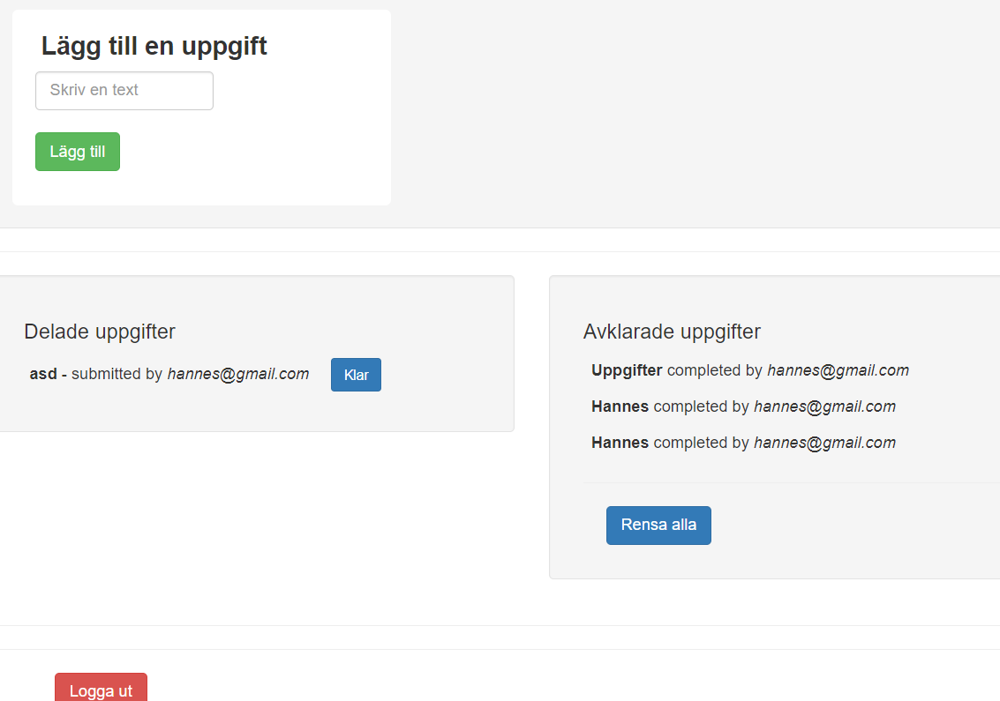 Lägg till en uppgift
Skriv en text
Lägg till
Delade uppgifter
asd - submitted by hannes@gmail.com
Klar
Avklarade uppgifter
Uppgifter completed by hannes@gmail.com
Hannes completed by hannes@gmail.com
Hannes completed by hannes@gmail.com
Rensa alla
Logga ut